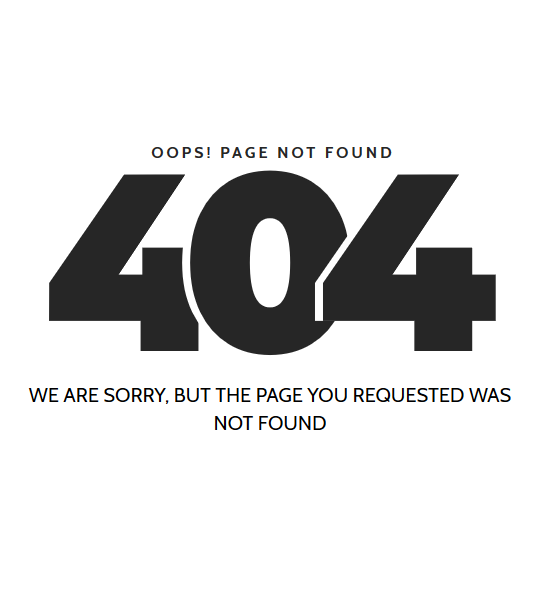 OOPS! PAGE NOT FOUND
404
WE ARE SORRY, BUT THE PAGE YOU REQUESTED WAS
NOT FOUND